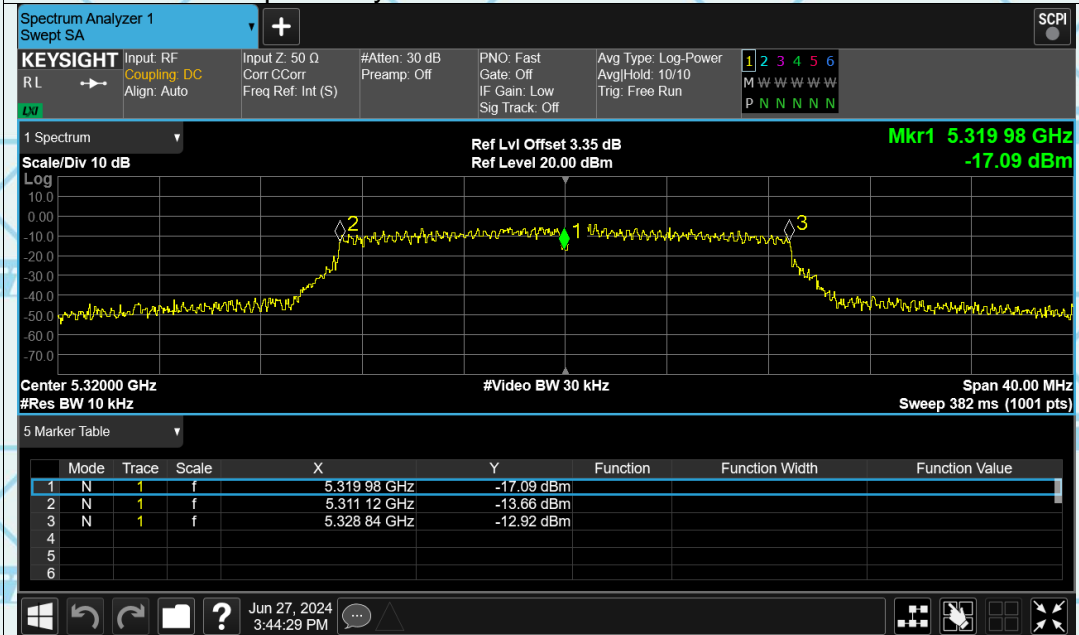 Spectrum Analyzer 1
Swept SA
+
SCPI
KEYSIGHT
RL
LXI
Input: RF
Coupling: DC
Align: Auto
Input Z: 50 Ω
Corr CCorr
Freq Ref: Int (S)
#Atten: 30 dB
Preamp: Off
PNO: Fast
Gate: Off
IF Gain: Low
Sig Track: Off
Avg Type: Log-Power
Avg|Hold: 10/10
Trig: Free Run
1 2 3 4 5 6
M W W W W W
P N N N N N
1 Spectrum
Scale/Div 10 dB
Ref Lvl Offset 3.35 dB
Ref Level 20.00 dBm
Mkr1 5.319 98 GHz
-17.09 dBm
Log
10.0
0.00
-10.0
-20.0
-30.0
-40.0
-50.0
-60.0
-70.0
2
1
3
Center 5.32000 GHz
#Video BW 30 kHz
Span 40.00 MHz
#Res BW 10 kHz
Sweep 382 ms (1001 pts)
5 Marker Table
Mode Trace Scale X Y Function Function Width Function Value
1 N 1 f 5.319 98 GHz -17.09 dBm
2 N 1 f 5.311 12 GHz -13.66 dBm
3 N 1 f 5.328 84 GHz -12.92 dBm
4
5
6
?
Jun 27, 2024
3:44:29 PM